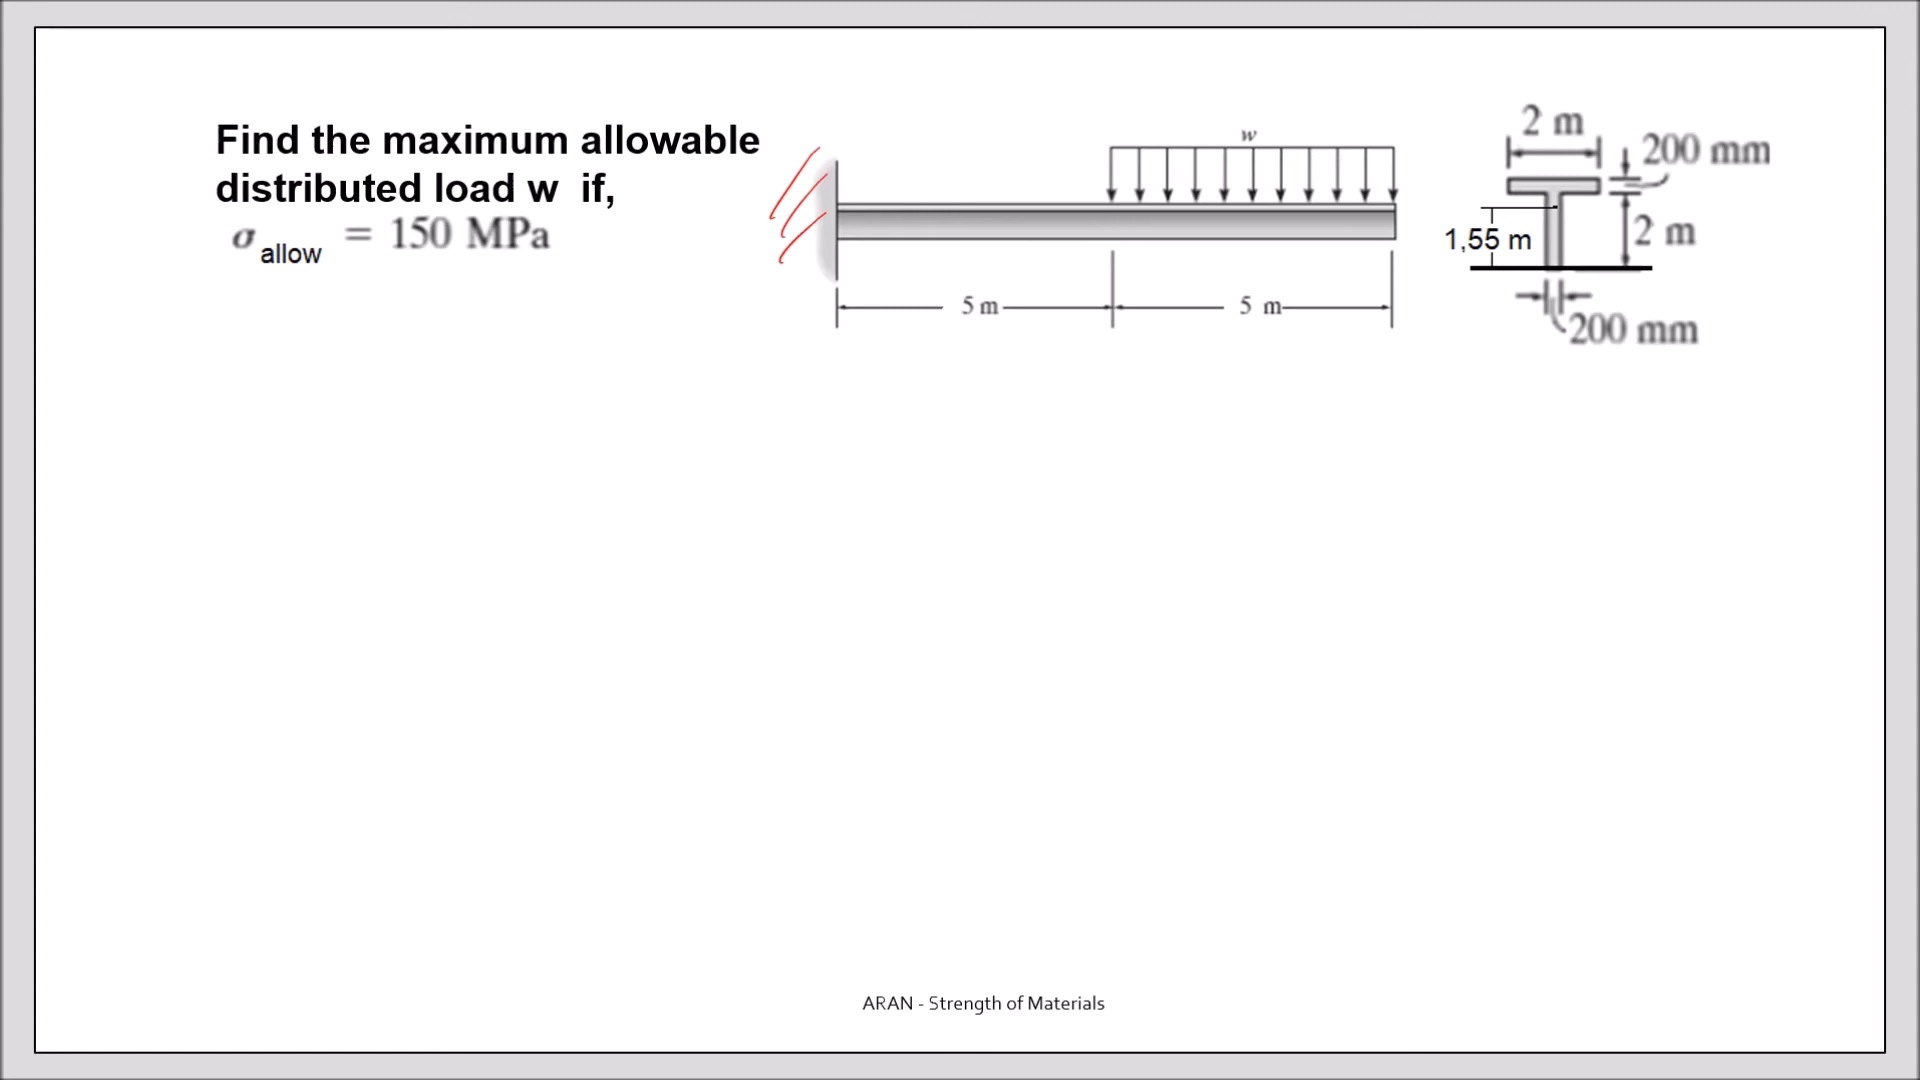 Find the maximum allowable
distributed load w if,
σ allow = 150 MPa
w
5 m
5 m
2 m
200 mm
1,55 m
2 m
200 mm
ARAN - Strength of Materials